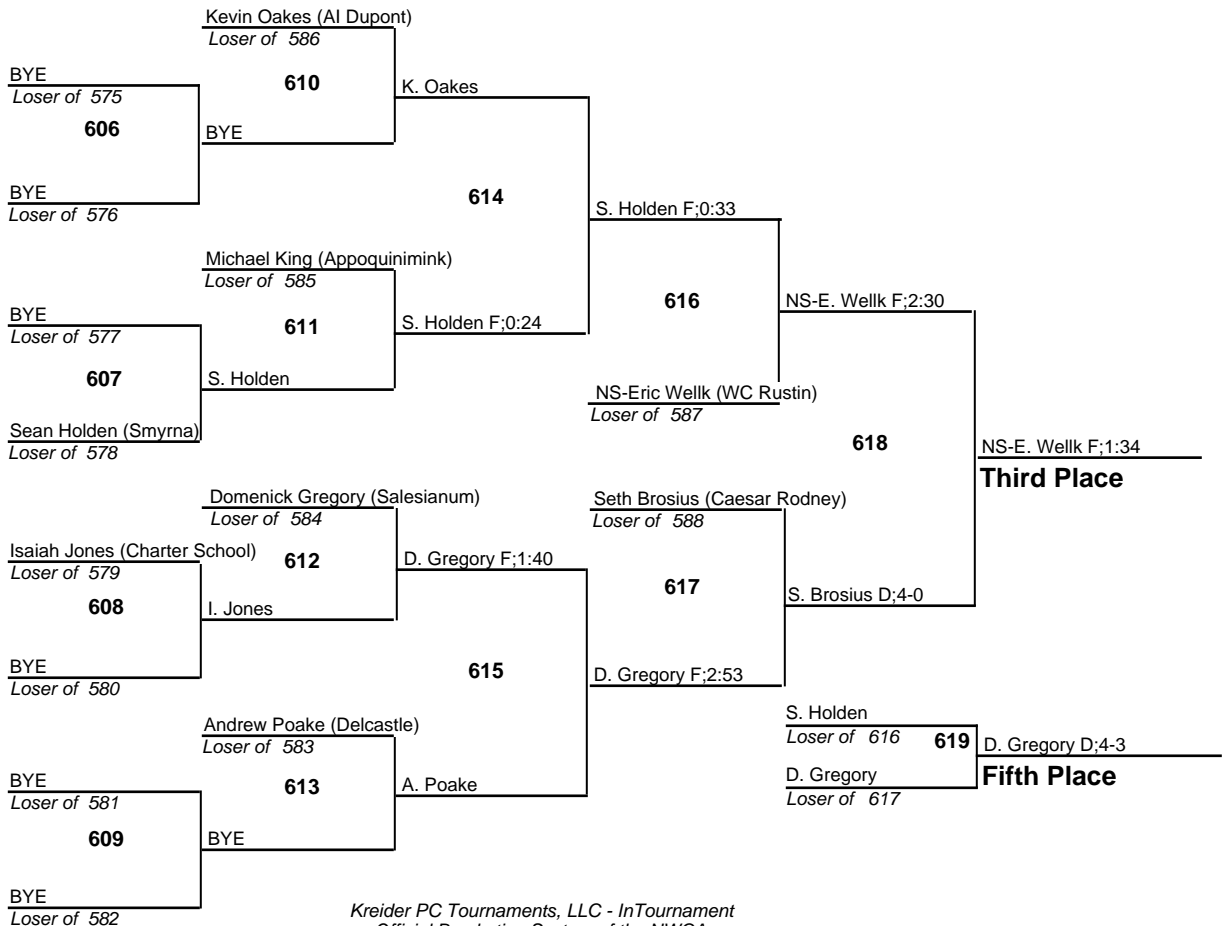 Kevin Oakes (AI Dupont)
Loser of 586
BYE
Loser of 575
610
K. Oakes
606
BYE
BYE
Loser of 576
614
S. Holden F;0:33
Michael King (Appoquinimink)
Loser of 585
BYE
Loser of 577
611
S. Holden F;0:24
616
NS-E. Wellk F;2:30
607
S. Holden
NS-Eric Wellk (WC Rustin)
Loser of 587
Sean Holden (Smyrna)
Loser of 578
618
NS-E. Wellk F;1:34
Third Place
Domenick Gregory (Salesianum)
Loser of 584
Seth Brosius (Caesar Rodney)
Loser of 588
Isaiah Jones (Charter School)
Loser of 579
612
D. Gregory F;1:40
617
608
I. Jones
S. Brosius D;4-0
BYE
Loser of 580
615
D. Gregory F;2:53
Andrew Poake (Delcastle)
Loser of 583
S. Holden
Loser of 616
619
D. Gregory D;4-3
Fifth Place
BYE
Loser of 581
613
A. Poake
D. Gregory
Loser of 617
609
BYE
BYE
Loser of 582
Kreider PC Tournaments, LLC - InTournament